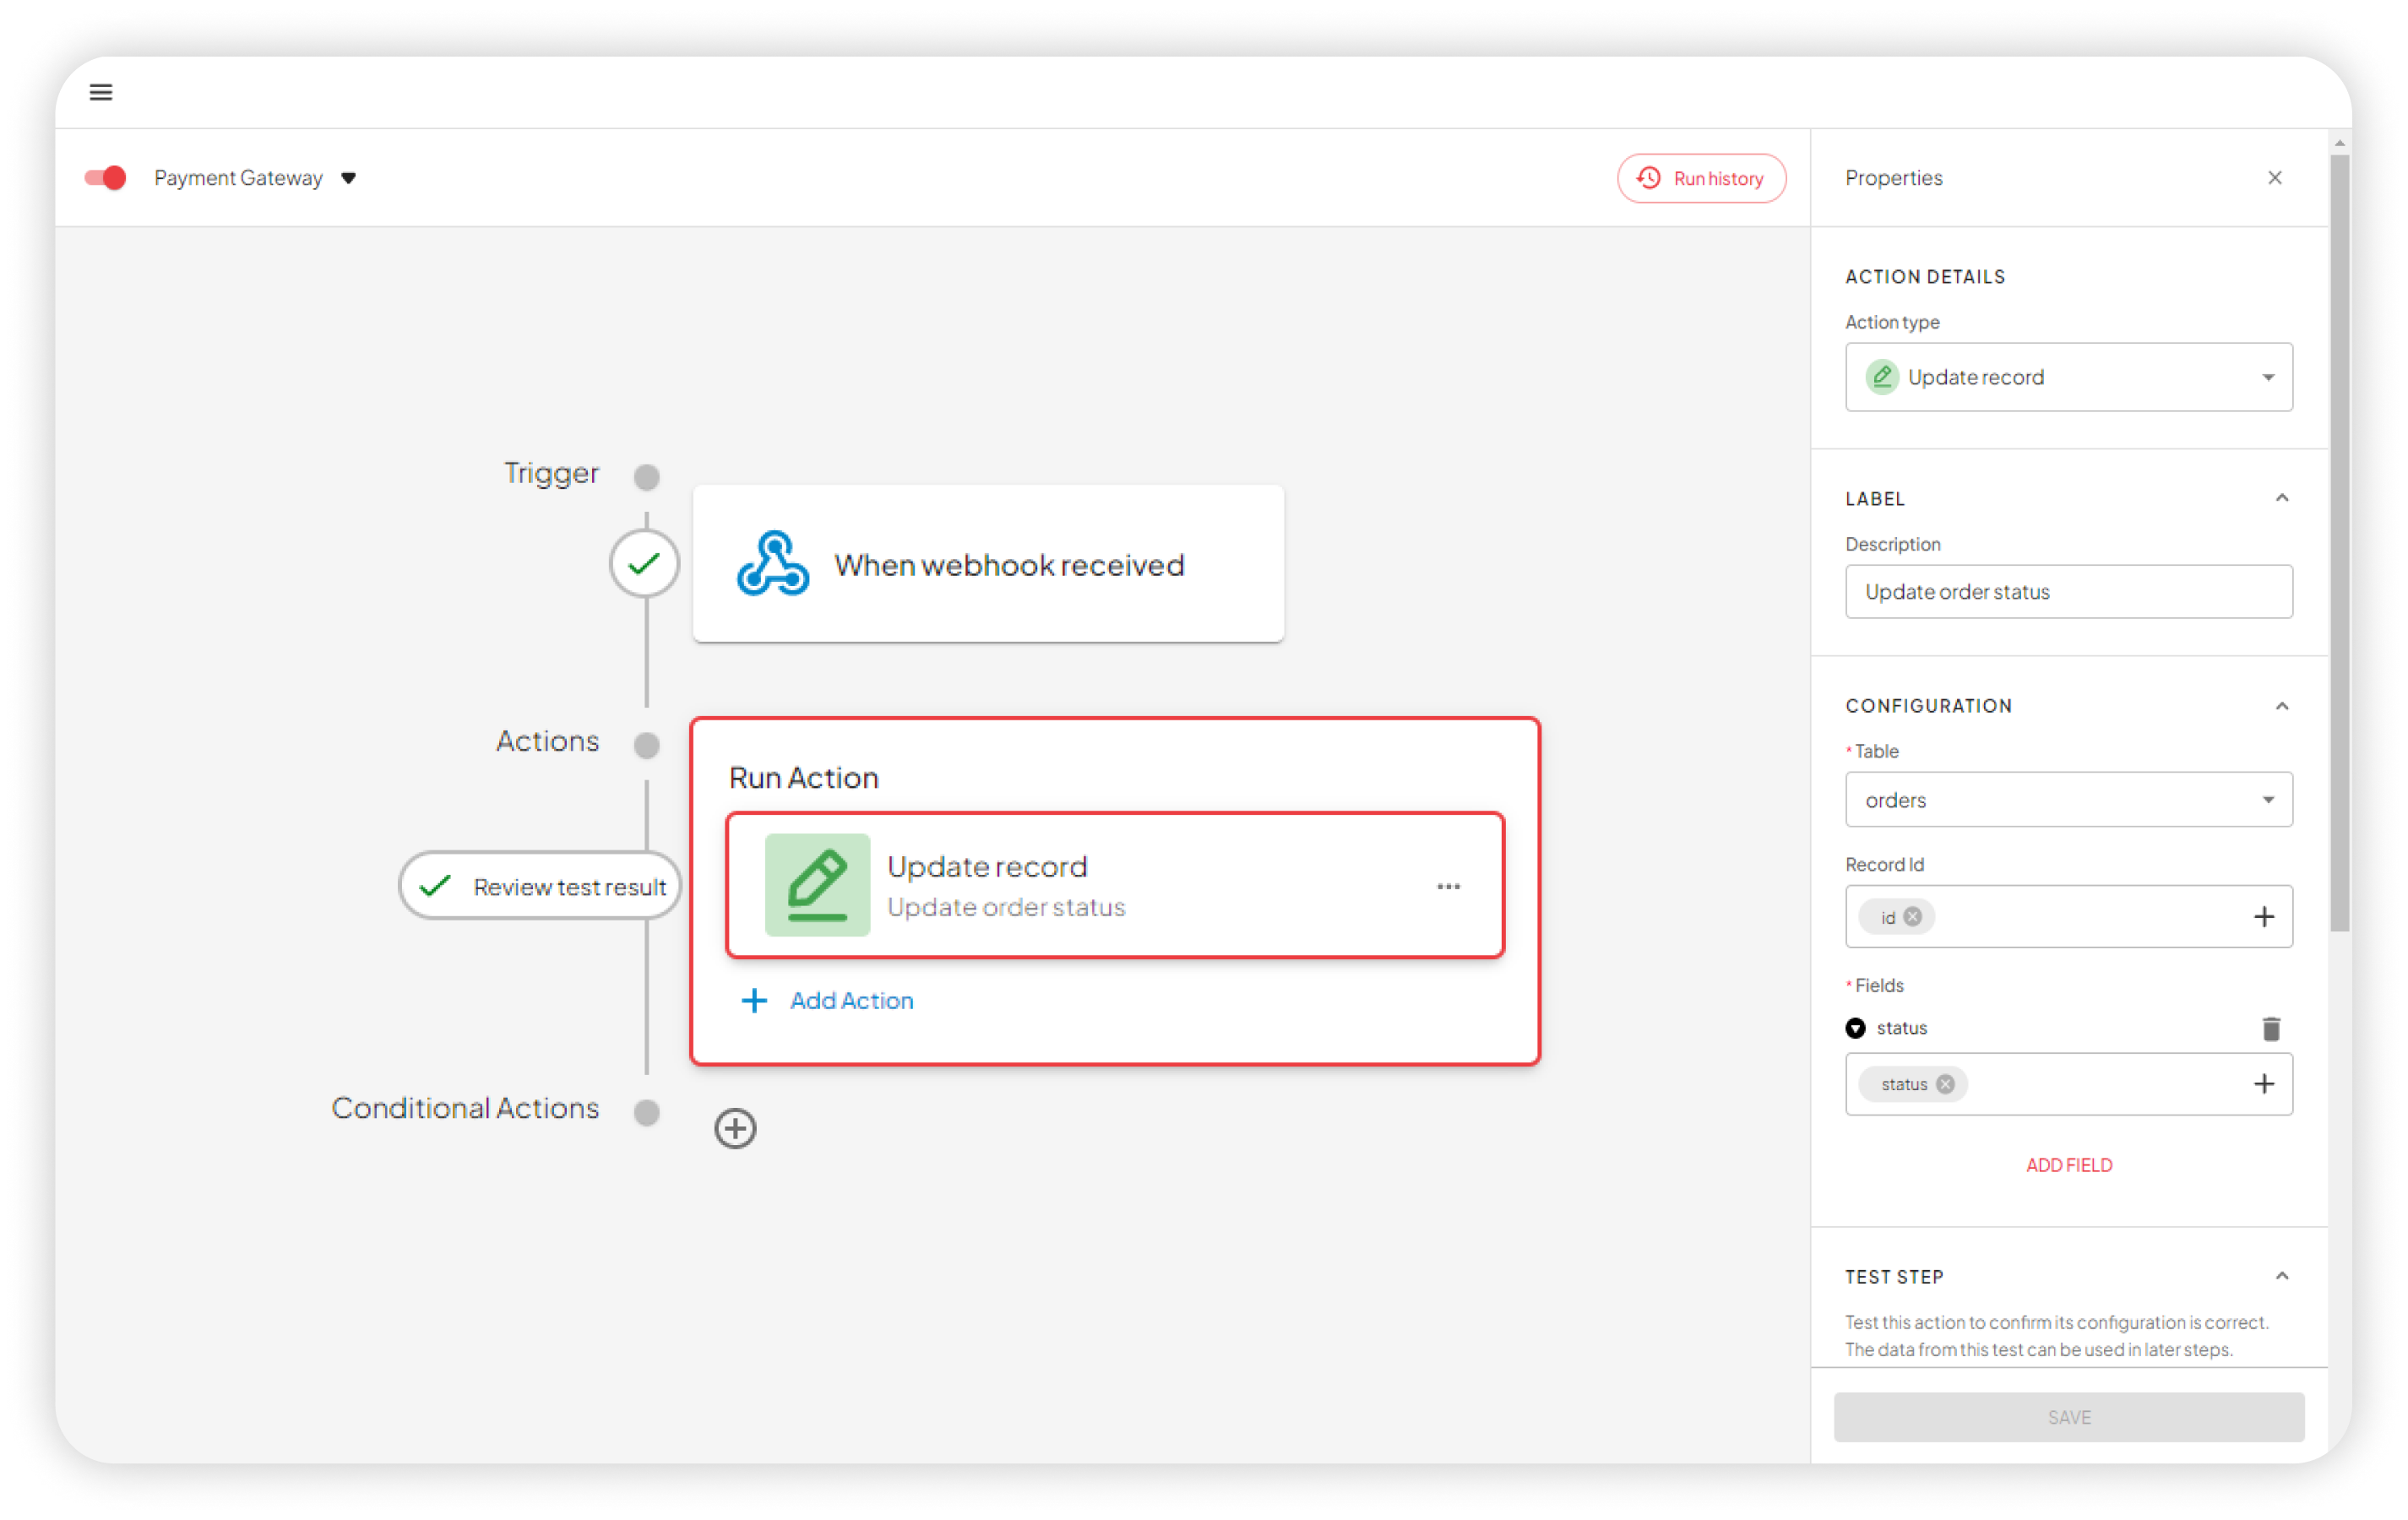 Payment Gateway
Run history
Trigger
When webhook received
Actions
Run Action
Update record
Update order status
Review test result
Add Action
Conditional Actions
Properties
ACTION DETAILS
Action type
Update record
LABEL
Description
Update order status
CONFIGURATION
* Table
orders
Record Id
id
* Fields
status
status
ADD FIELD
TEST STEP
Test this action to confirm its configuration is correct.
The data from this test can be used in later steps.
SAVE